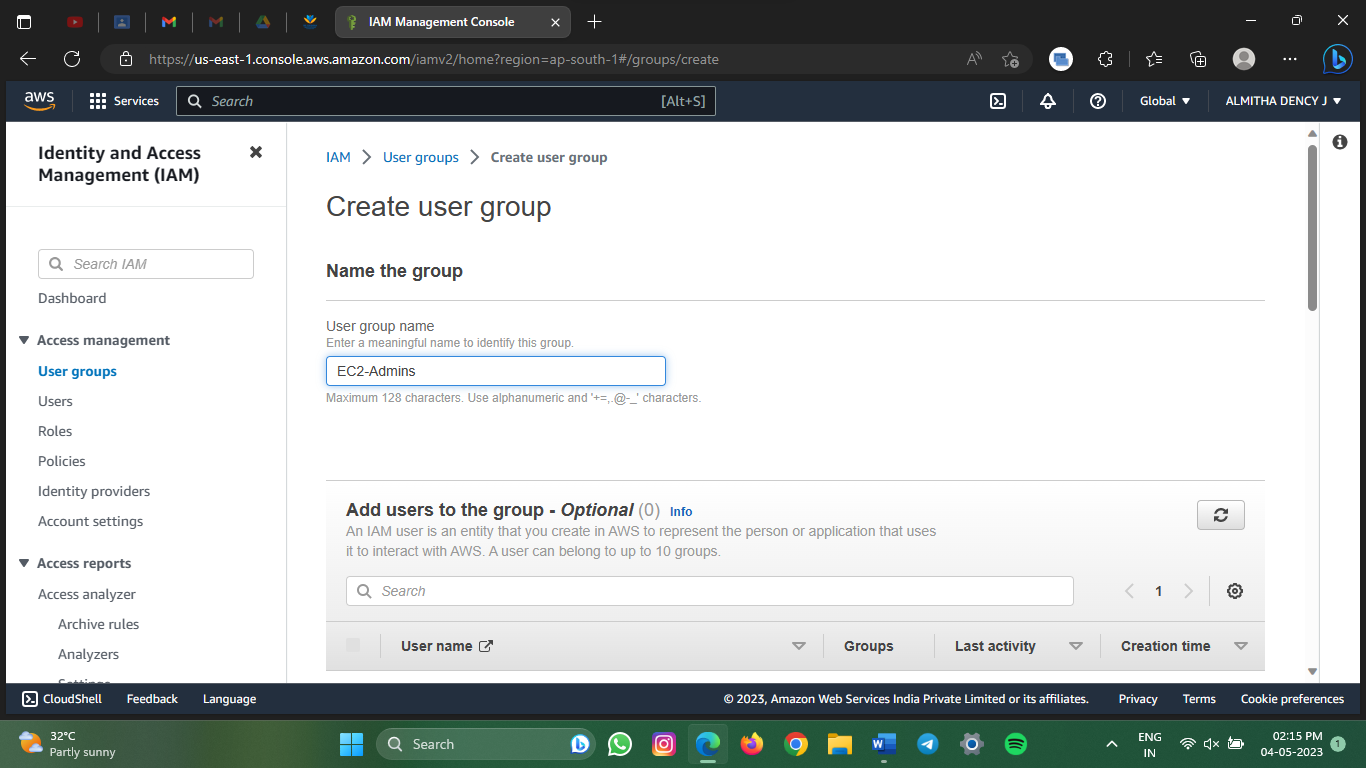 IAM Management Console
https://us-east-1.console.aws.amazon.com/iamv2/home?region=ap-south-1#/groups/create
aws
Services
Search
[Alt+S]
Global
ALMITHA DENCY J
Identity and Access
Management (IAM)
Search IAM
Dashboard
Access management
User groups
Users
Roles
Policies
Identity providers
Account settings
Access reports
Access analyzer
Archive rules
Analyzers
Settings
IAM
User groups
Create user group
Create user group
Name the group
User group name
Enter a meaningful name to identify this group.
EC2-Admins
Maximum 128 characters. Use alphanumeric and '+=,.@-_' characters.
Add users to the group - Optional (0) Info
An IAM user is an entity that you create in AWS to represent the person or application that uses
it to interact with AWS. A user can belong to up to 10 groups.
Search
1
User name
Groups
Last activity
Creation time
CloudShell
Feedback
Language
© 2023, Amazon Web Services India Private Limited or its affiliates.
Privacy
Terms
Cookie preferences
32°C
Partly sunny
Search
ENG
IN
02:15 PM
04-05-2023
1